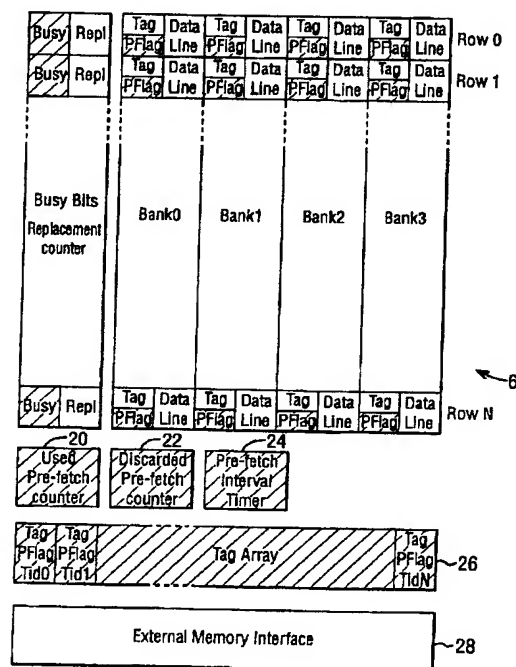 Busy Repl Tag Data Tag Data Tag Data Tag Data Row 0
PFlag Line PFlag Line PFlag Line PFlag Line
Busy Repl Tag Data Tag Data Tag Data Tag Data Row 1
PFlag Line PFlag Line PFlag Line PFlag Line
Busy Bits
Replacement
counter
Bank0 Bank1 Bank2 Bank3
6
Busy Repl Tag Data Tag Data Tag Data Tag Data Row N
PFlag Line PFlag Line PFlag Line PFlag Line
20 22 24
Used
Pre-fetch
counter
Discarded
Pre-fetch
counter
Pre-fetch
Interval
Timer
Tag
PFlag
Tid0
Tag
PFlag
Tid1
Tag Array
Tag
PFlag
TidN
26
External Memory Interface
28